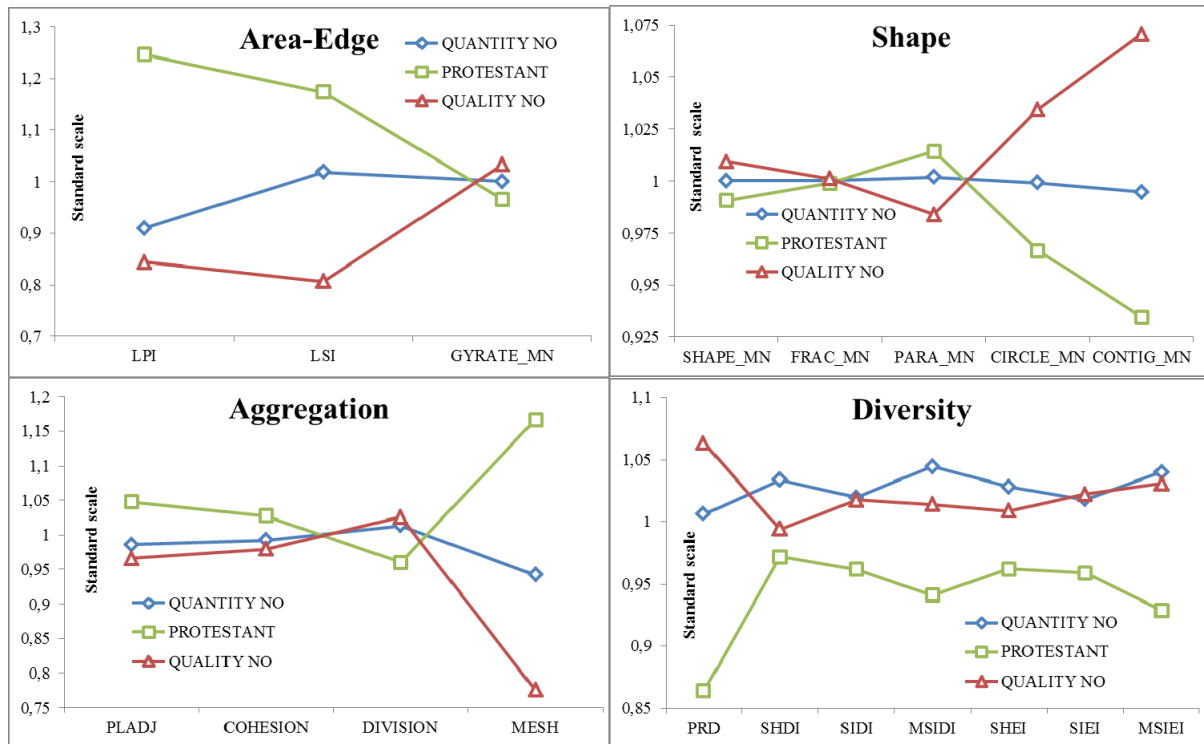 Area-Edge
QUANTITY NO
PROTESTANT
QUALITY NO
Standard scale
1,3
1,2
1,1
1
0,9
0,8
0,7
LPI LSI GYRATE_MN
Shape
1,075
1,05
1,025
1
0,975
0,95
0,925
Standard scale
QUANTITY NO
PROTESTANT
QUALITY NO
SHAPE_MN FRAC_MN PARA_MN CIRCLE_MN CONTIG_MN
Aggregation
1,2
1,15
1,1
1,05
1
0,95
0,9
0,85
0,8
0,75
Standard scale
QUANTITY NO
PROTESTANT
QUALITY NO
PLADJ COHESION DIVISION MESH
Diversity
1,1
1,05
1
0,95
0,9
0,85
Standard scale
QUANTITY NO
PROTESTANT
QUALITY NO
PRD SHDI SIDI MSIDI SHEI SIEI MSIEI